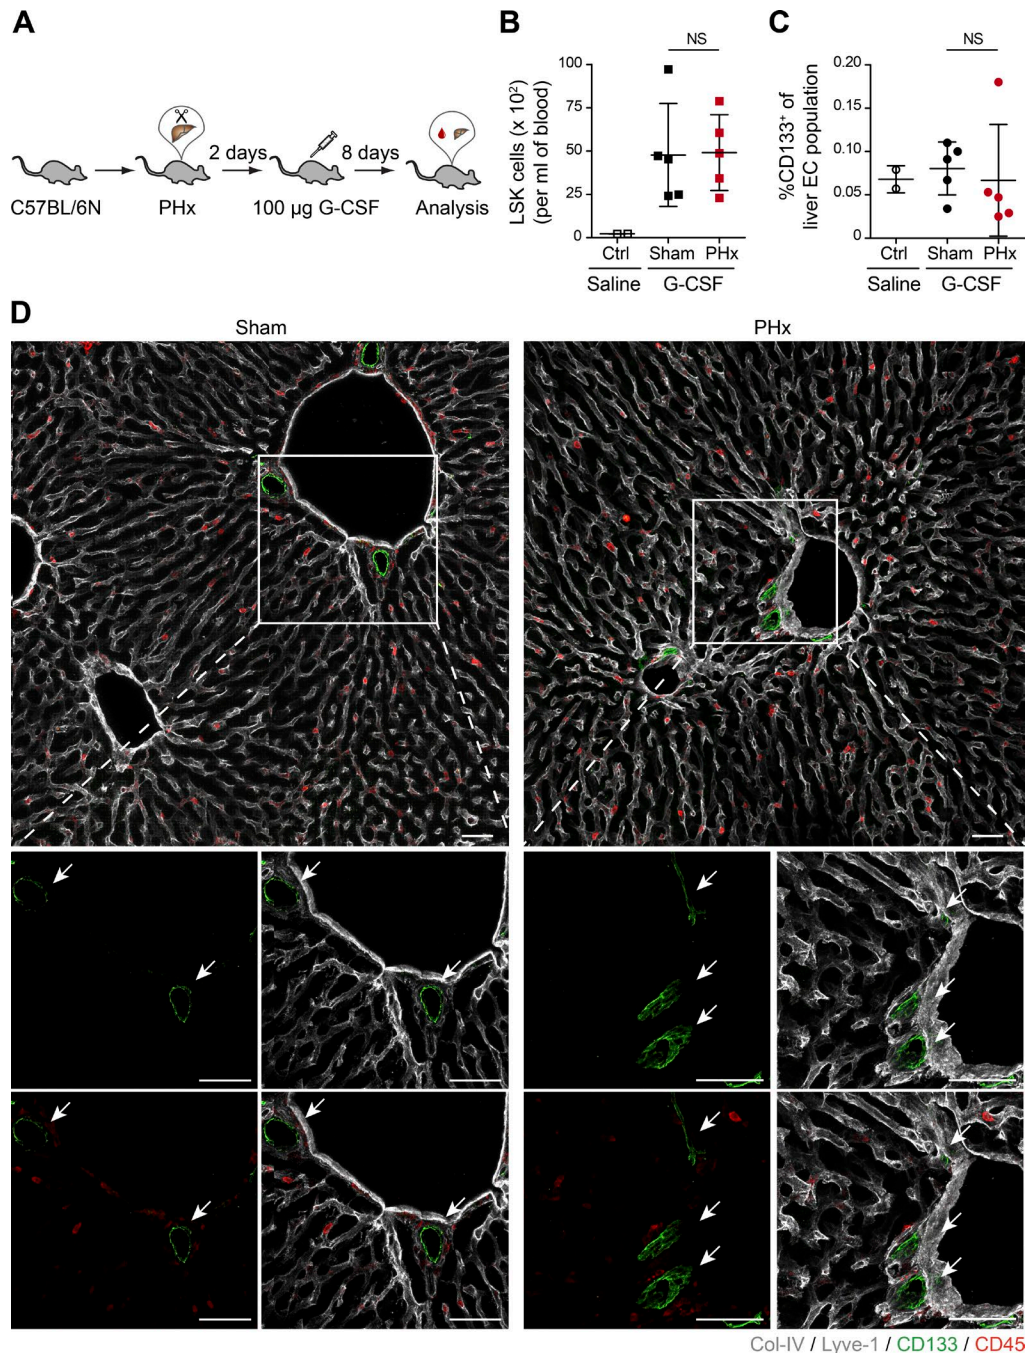 A
2 days
8 days
C57BL/6N
PHx
100 µg G-CSF
Analysis
B
NS
LSK cells (x 10²)
(per ml of blood)
100
75
50
25
0
Ctrl
Sham
PHx
Saline
G-CSF
C
NS
%CD133⁺ of
liver EC population
0.20
0.15
0.10
0.05
0
Ctrl
Sham
PHx
Saline
G-CSF
D
Sham
PHx
Col-IV / Lyve-1 / CD133 / CD45